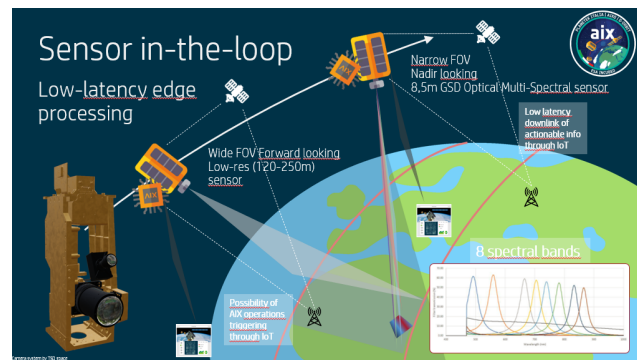 Sensor in-the-loop
Low-latency edge
processing
AIX
AIX
Wide FOV Forward looking
Low-res (120-250m)
sensor
Narrow FOV
Nadir looking
8,5m GSD Optical Multi-Spectral sensor
aix
Low latency
downlink of
actionable info
through IoT
Possibility of
AIX operations
triggering
through IoT
8 spectral bands